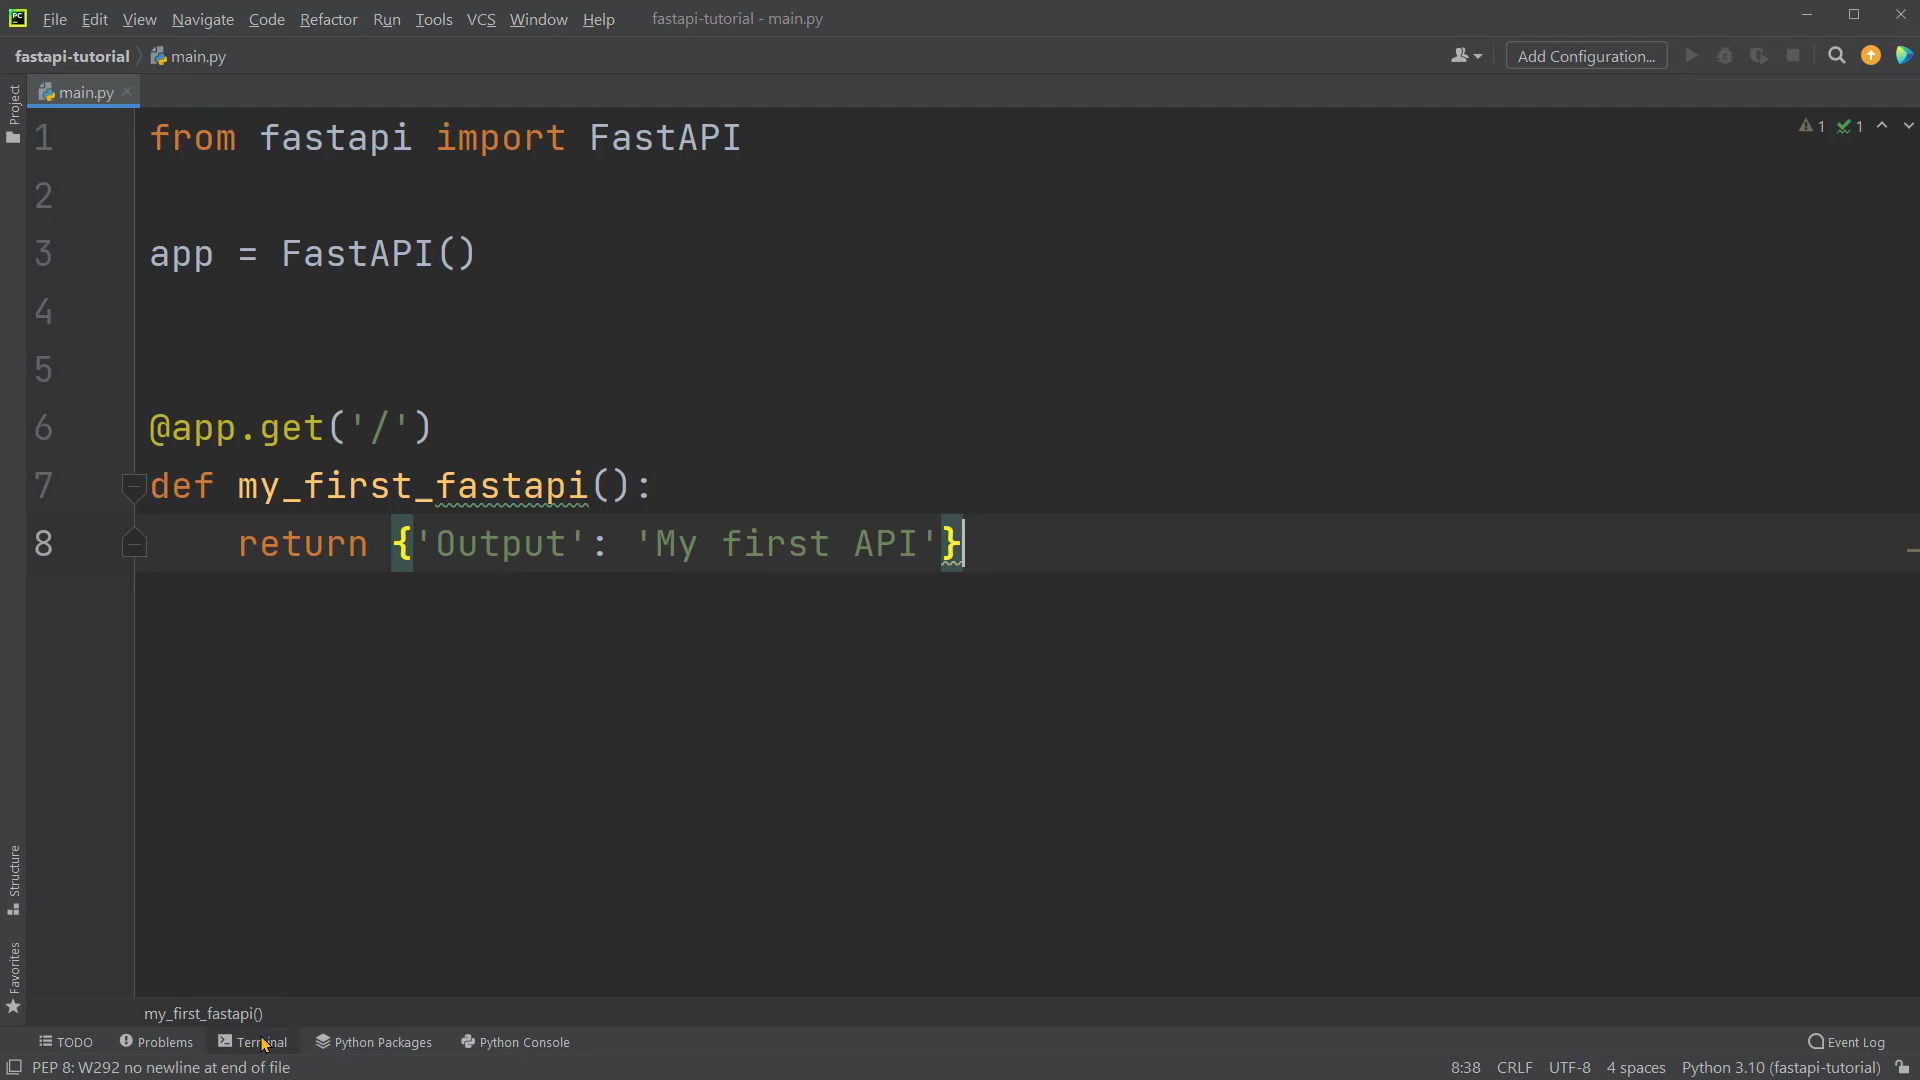 PC File Edit View Navigate Code Refactor Run Tools VCS Window Help fastapi-tutorial - main.py
fastapi-tutorial main.py Add Configuration...
main.py
Project
1 from fastapi import FastAPI 1 1
2
3 app = FastAPI()
4
5
6 @app.get('/')
7 def my_first_fastapi():
8 return {'Output': 'My first API'}
Structure
Favorites
my_first_fastapi()
TODO Problems Terminal Python Packages Python Console Event Log
PEP 8: W292 no newline at end of file 8:38 CRLF UTF-8 4 spaces Python 3.10 (fastapi-tutorial)